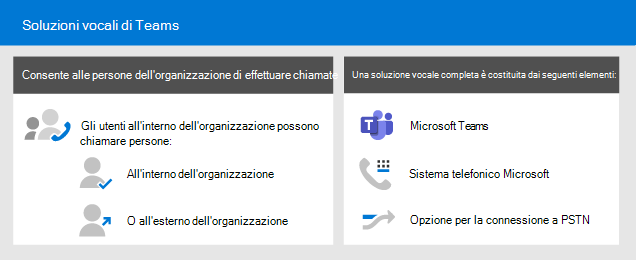 Soluzioni vocali di Teams
Consente alle persone dell'organizzazione di effettuare chiamate
Gli utenti all'interno dell'organizzazione possono
chiamare persone:
All'interno dell'organizzazione
O all'esterno dell'organizzazione
Una soluzione vocale completa è costituita dai seguenti elementi:
Microsoft Teams
Sistema telefonico Microsoft
Opzione per la connessione a PSTN